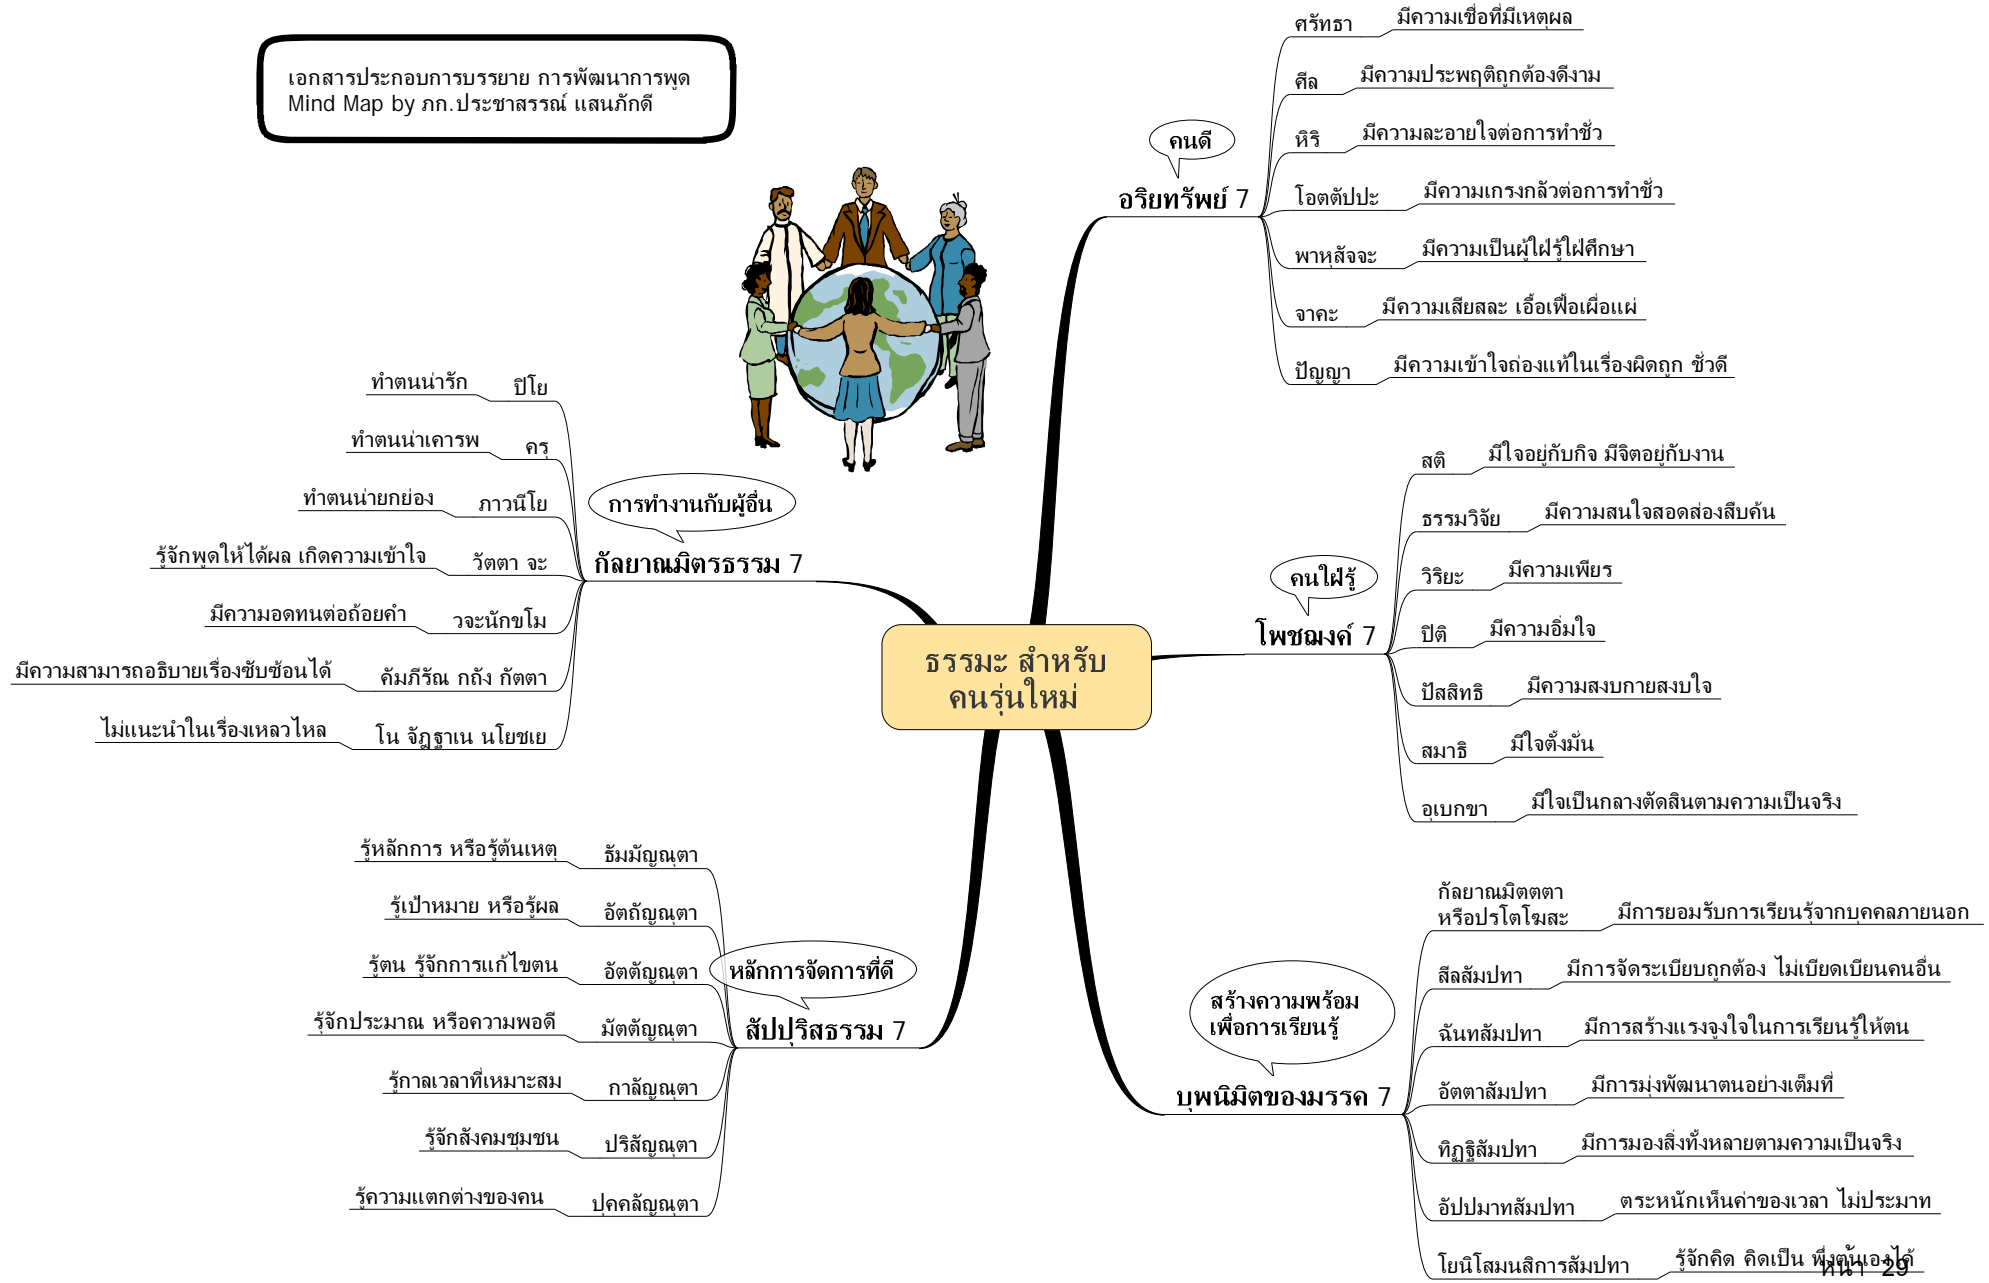 เอกสารประกอบการบรรยาย การพัฒนาการพูด
Mind Map by ภก.ประชาสรรณ์ แสนภักดี
ธรรมะ สำหรับ
คนรุ่นใหม่
คนดี
อริยทรัพย์ 7
ศรัทธา มีความเชื่อที่มีเหตุผล
ศีล มีความประพฤติถูกต้องดีงาม
หิริ มีความละอายใจต่อการทำชั่ว
โอตตัปปะ มีความเกรงกลัวต่อการทำชั่ว
พาหุสัจจะ มีความเป็นผู้ใฝ่รู้ใฝ่ศึกษา
จาคะ มีความเสียสละ เอื้อเฟื้อเผื่อแผ่
ปัญญา มีความเข้าใจถ่องแท้ในเรื่องผิดถูก ชั่วดี
คนใฝ่รู้
โพชฌงค์ 7
สติ มีใจอยู่กับกิจ มีจิตอยู่กับงาน
ธรรมวิจัย มีความสนใจสอดส่องสืบค้น
วิริยะ มีความเพียร
ปิติ มีความอิ่มใจ
ปัสสิทธิ มีความสงบกายสงบใจ
สมาธิ มีใจตั้งมั่น
อุเบกขา มีใจเป็นกลางตัดสินตามความเป็นจริง
สร้างความพร้อม
เพื่อการเรียนรู้
บุพนิมิตของมรรค 7
กัลยาณมิตตตา
หรือปรโตโฆสะ มีการยอมรับการเรียนรู้จากบุคคลภายนอก
สีลสัมปทา มีการจัดระเบียบถูกต้อง ไม่เบียดเบียนคนอื่น
ฉันทสัมปทา มีการสร้างแรงจูงใจในการเรียนรู้ให้ตน
อัตตาสัมปทา มีการมุ่งพัฒนาตนอย่างเต็มที่
ทิฏฐิสัมปทา มีการมองสิ่งทั้งหลายตามความเป็นจริง
อัปปมาทสัมปทา ตระหนักเห็นค่าของเวลา ไม่ประมาท
โยนิโสมนสิการสัมปทา รู้จักคิด คิดเป็น พึ่งตนเองได้
การทำงานกับผู้อื่น
กัลยาณมิตรธรรม 7
ทำตนน่ารัก ปิโย
ทำตนน่าเคารพ ครุ
ทำตนน่ายกย่อง ภาวนีโย
รู้จักพูดให้ได้ผล เกิดความเข้าใจ วัตตา จะ
มีความอดทนต่อถ้อยคำ วจะนักขโม
มีความสามารถอธิบายเรื่องซับซ้อนได้ คัมภีรัณ กถัง กัตตา
ไม่แนะนำในเรื่องเหลวไหล โน จัฎฐาเน นโยชเย
หลักการจัดการที่ดี
สัปปุริสธรรม 7
รู้หลักการ หรือรู้ต้นเหตุ ธัมมัญณุตา
รู้เป้าหมาย หรือรู้ผล อัตถัญณุตา
รู้ตน รู้จักการแก้ไขตน อัตตัญณุตา
รู้จักประมาณ หรือความพอดี มัตตัญณุตา
รู้กาลเวลาที่เหมาะสม กาลัญณุตา
รู้จักสังคมชุมชน ปริสัญณุตา
รู้ความแตกต่างของคน ปุคคลัญณุตา
หน้า 29